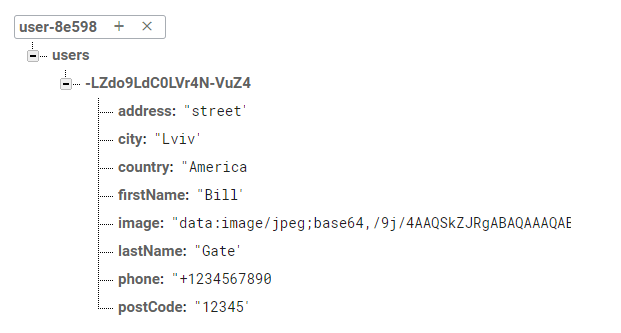 user-8e598 + ×
users
-LZdo9LdC0LVr4N-VuZ4
address: "street'
city: "Lviv'
country: "America
firstName: "Bill'
image: "data:image/jpeg;base64,/9j/4AAQSkZJRgABAQAAAQAE
lastName: "Gate'
phone: "+1234567890
postCode: "12345'